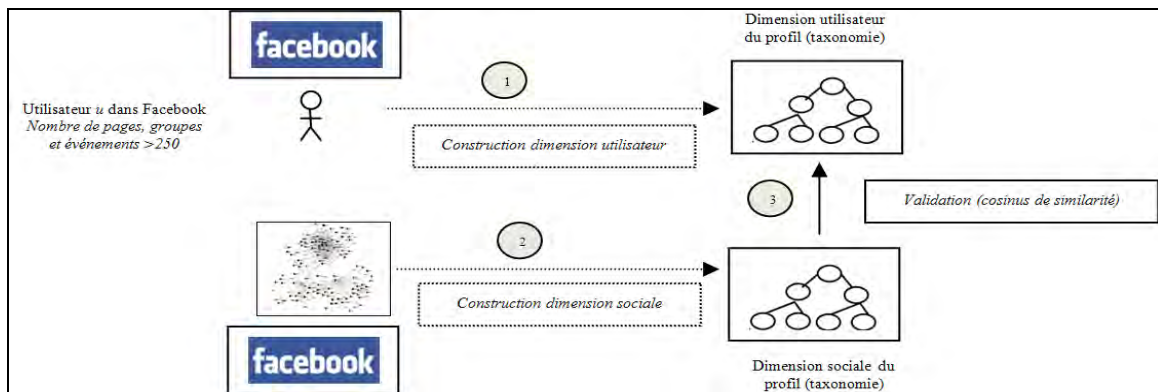 facebook
Dimension utilisateur
du profil (taxonomie)
Utilisateur u dans Facebook
Nombre de pages, groupes
et événements >250
1
Construction dimension utilisateur
3
Validation (cosinus de similarité)
2
Construction dimension sociale
facebook
Dimension sociale du
profil (taxonomie)